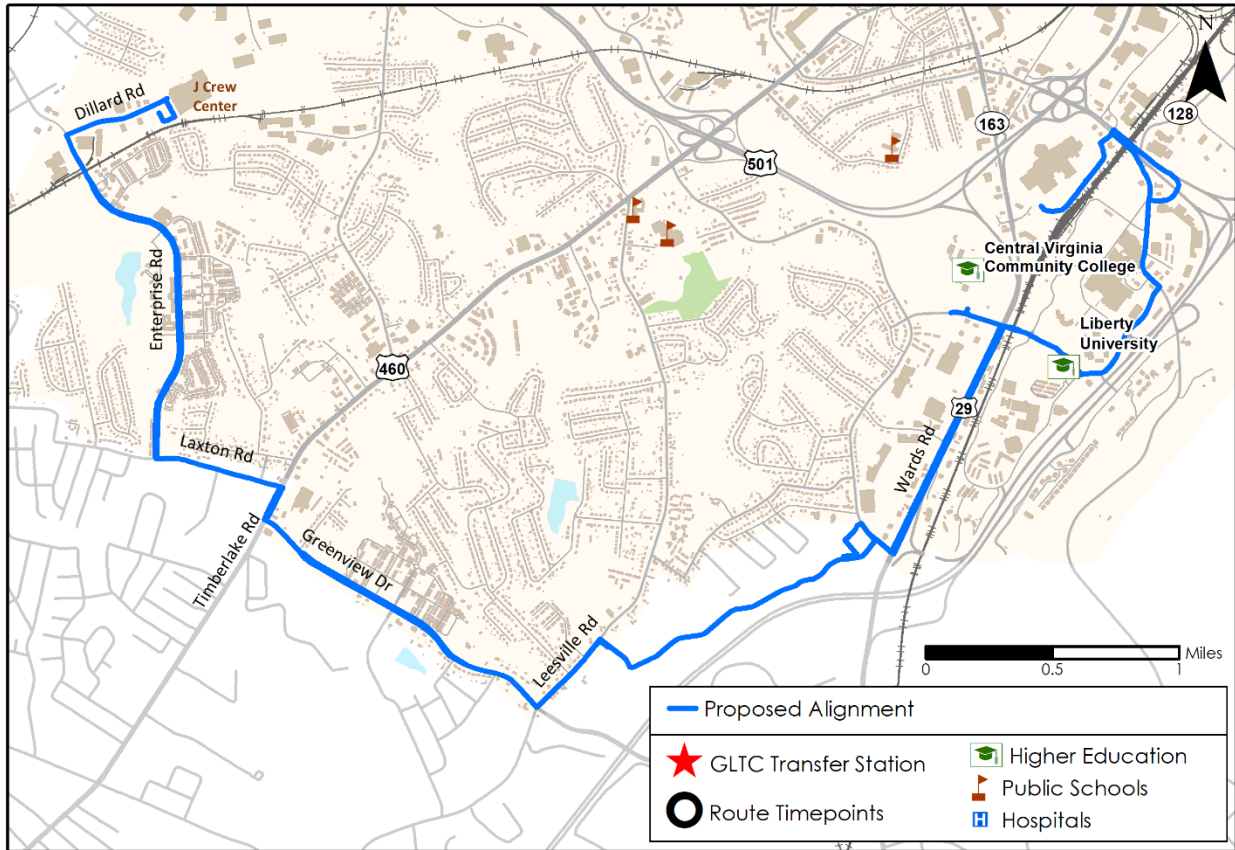 N
J Crew
Center
Dillard Rd
128
163
501
Central Virginia
Community College
Enterprise Rd
Liberty
University
460
29
Wards Rd
Laxton Rd
Timberlake Rd
Greenview Dr
Leesville Rd
0
0.5
1
Miles
Proposed Alignment
GLTC Transfer Station
Route Timepoints
Higher Education
Public Schools
H Hospitals